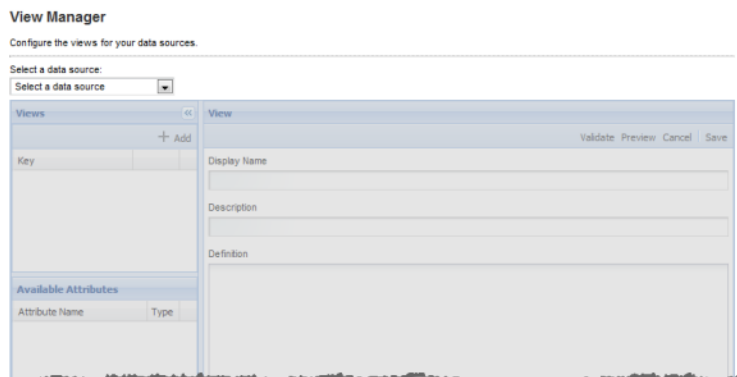 View Manager
Configure the views for your data sources.
Select a data source:
Select a data source
Views
View
Add
Validate Preview Cancel Save
Key
Display Name
Description
Definition
Available Attributes
Attribute Name Type